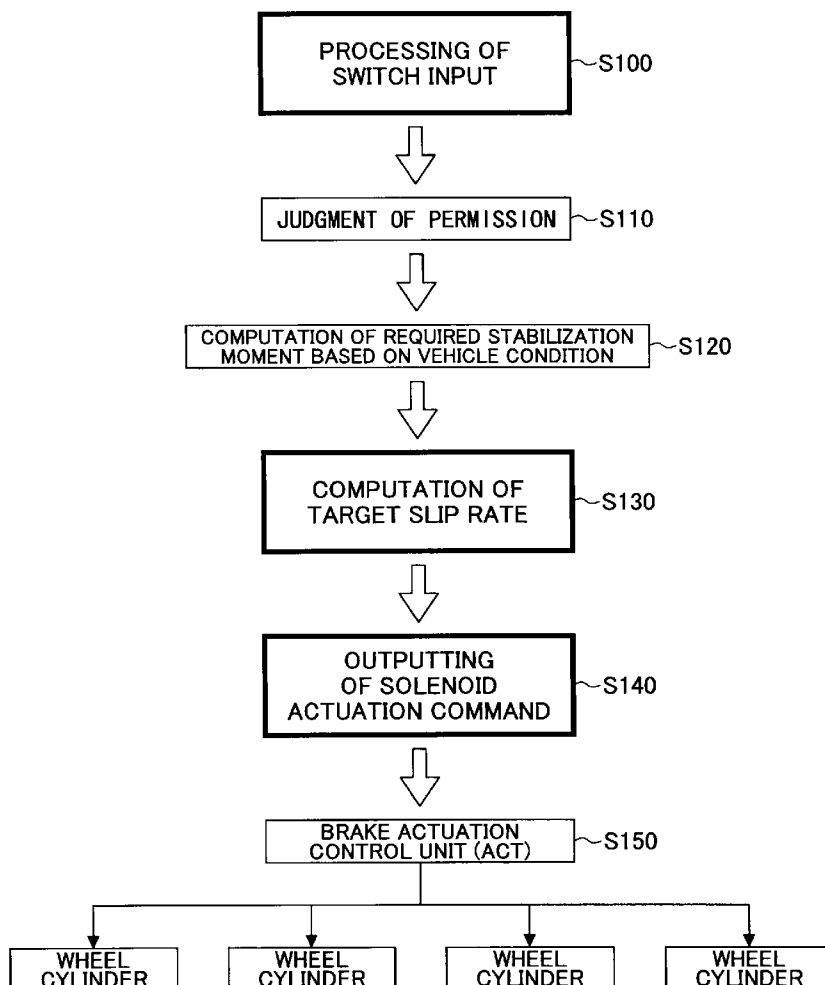 PROCESSING OF
SWITCH INPUT
S100
JUDGMENT OF PERMISSION
S110
COMPUTATION OF REQUIRED STABILIZATION
MOMENT BASED ON VEHICLE CONDITION
S120
COMPUTATION OF
TARGET SLIP RATE
S130
OUTPUTTING
OF SOLENOID
ACTUATION COMMAND
S140
BRAKE ACTUATION
CONTROL UNIT (ACT)
S150
WHEEL
CYLINDER
WHEEL
CYLINDER
WHEEL
CYLINDER
WHEEL
CYLINDER